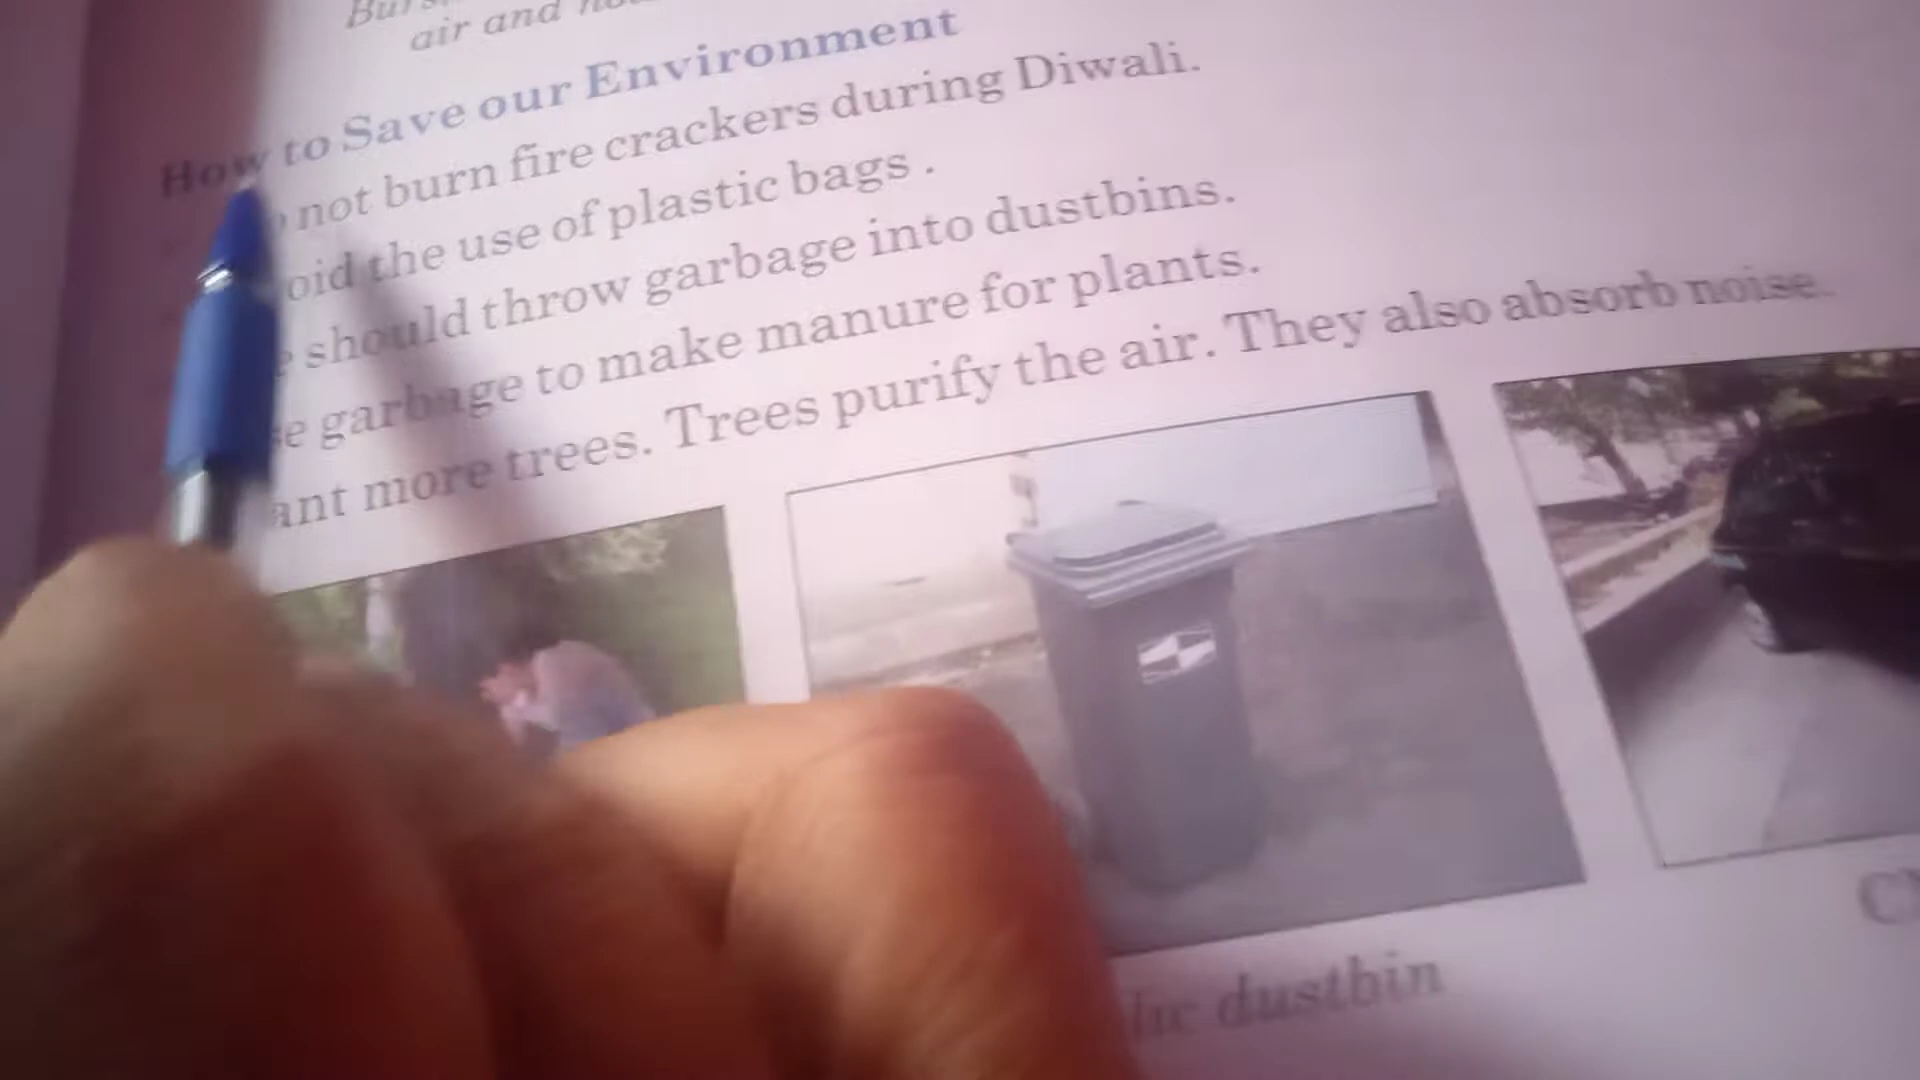 air and
How to Save our Environment
not burn fire crackers during Diwali.
the use of plastic bags .
should throw garbage into dustbins.
garbage to make manure for plants.
more trees. Trees purify the air. They also absorb noise.
dustbin